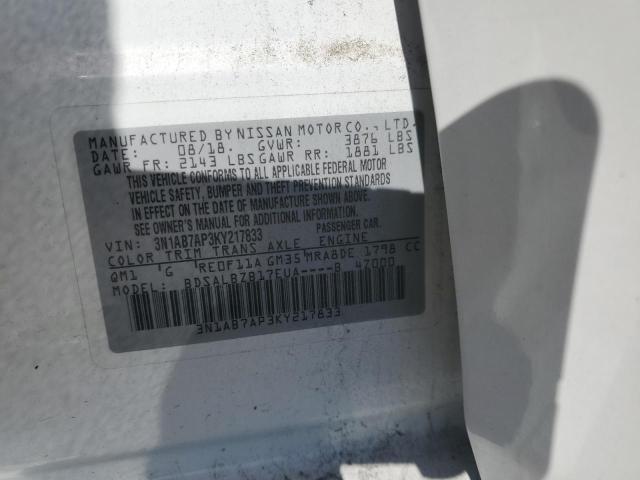 MANUFACTURED BY NISSAN MOTOR CO., LTD.
DATE: 08/18. GVWR: 3876 LBS
GAWR FR: 2143 LBS GAWR RR: 1881 LBS
THIS VEHICLE CONFORMS TO ALL APPLICABLE FEDERAL MOTOR
VEHICLE SAFETY, BUMPER AND THEFT PREVENTION STANDARDS
IN EFFECT ON THE DATE OF MANUFACTURE SHOWN ABOVE.
SEE OWNER'S MANUAL FOR ADDITIONAL INFORMATION.
VIN: 3N1AB7AP3KY217833 PASSENGER CAR.
COLOR TRIM TRANS AXLE ENGINE
QM1 G RE0F11A GM35 MRA8DE 1798 CC
MODEL: BDSALBZB17EUA----B 47000
3N1AB7AP3KY217833